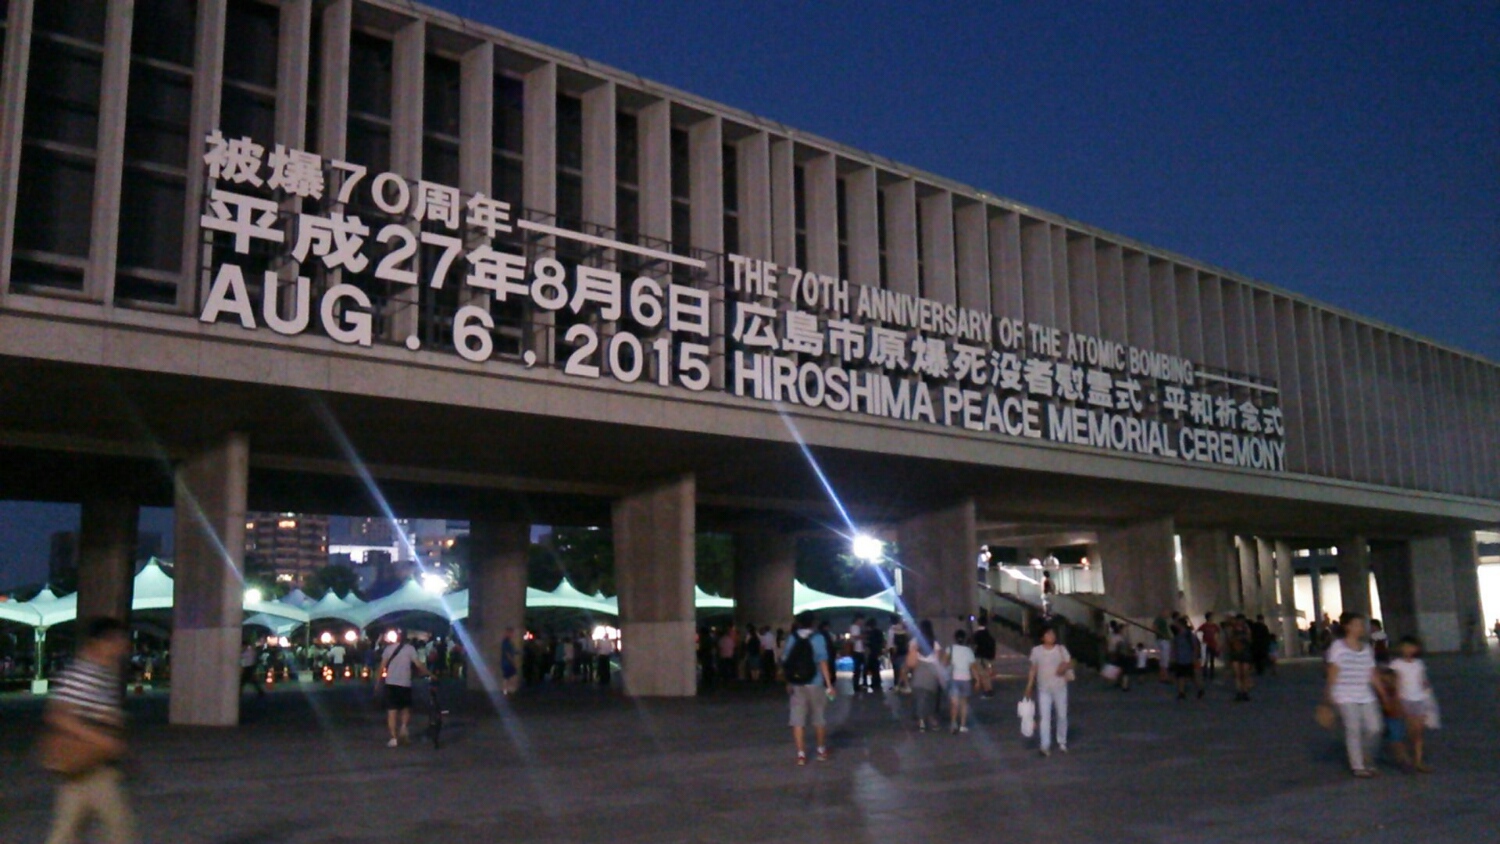 被爆70周年
平成27年8月6日
AUG . 6 , 2015
THE 70TH ANNIVERSARY OF THE ATOMIC BOMBING
広島市原爆死没者慰霊式・平和祈念式
HIROSHIMA PEACE MEMORIAL CEREMONY